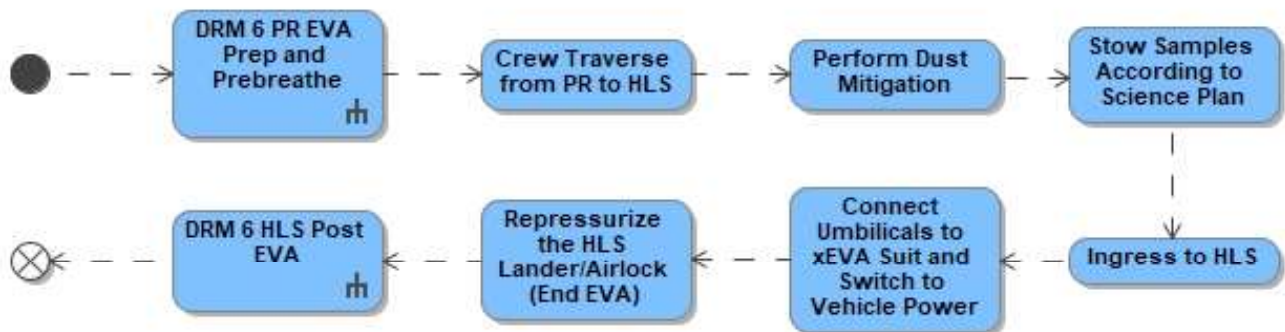 DRM 6 PR EVA
Prep and
Prebreathe
Crew Traverse
from PR to HLS
Perform Dust
Mitigation
Stow Samples
According to
Science Plan
DRM 6 HLS Post
EVA
Repressurize
the HLS
Lander/Airlock
(End EVA)
Connect
Umbilicals to
xEVA Suit and
Switch to
Vehicle Power
Ingress to HLS